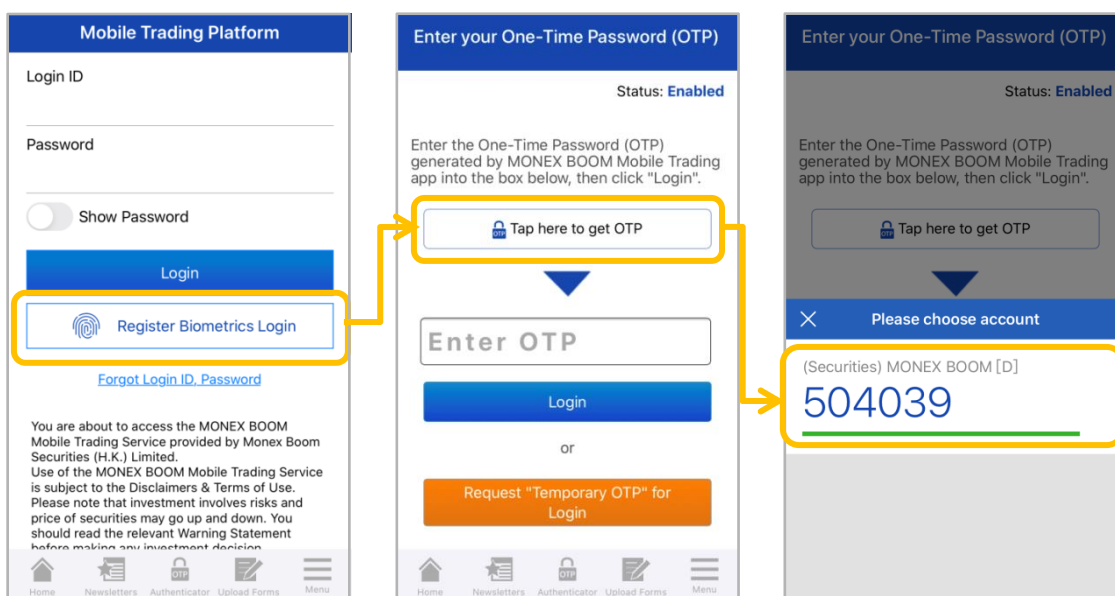 Mobile Trading Platform
Login ID
Password
Show Password
Login
Register Biometrics Login
Forgot Login ID, Password
You are about to access the MONEX BOOM
Mobile Trading Service provided by Monex Boom
Securities (H.K.) Limited.
Use of the MONEX BOOM Mobile Trading Service
is subject to the Disclaimers & Terms of Use.
Please note that investment involves risks and
price of securities may go up and down. You
should read the relevant Warning Statement
before making any investment decision
OTP
Home Newsletters Authenticator Upload Forms Menu
Enter your One-Time Password (OTP)
Status: Enabled
Enter the One-Time Password (OTP)
generated by MONEX BOOM Mobile Trading
app into the box below, then click "Login".
OTP Tap here to get OTP
Enter OTP
Login
or
Request "Temporary OTP" for
Login
OTP
Home Newsletters Authenticator Upload Forms Menu
Enter your One-Time Password (OTP)
Status: Enabled
Enter the One-Time Password (OTP)
generated by MONEX BOOM Mobile Trading
app into the box below, then click "Login".
OTP Tap here to get OTP
Please choose account
(Securities) MONEX BOOM [D]
504039